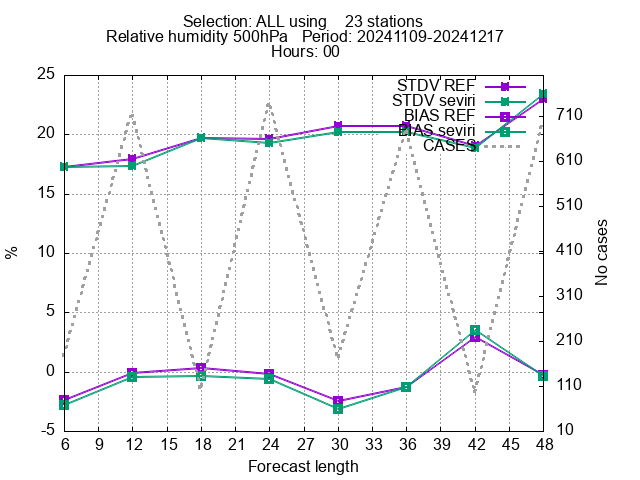 Selection: ALL using    23 stations
Relative humidity 500hPa   Period: 20241109-20241217
Hours: 00
STDV REF
STDV seviri
BIAS REF
BIAS seviri
CASES
25
20
15
10
5
0
-5
%
710
610
510
410
310
210
110
10
No cases
6 9 12 15 18 21 24 27 30 33 36 39 42 45 48
Forecast length